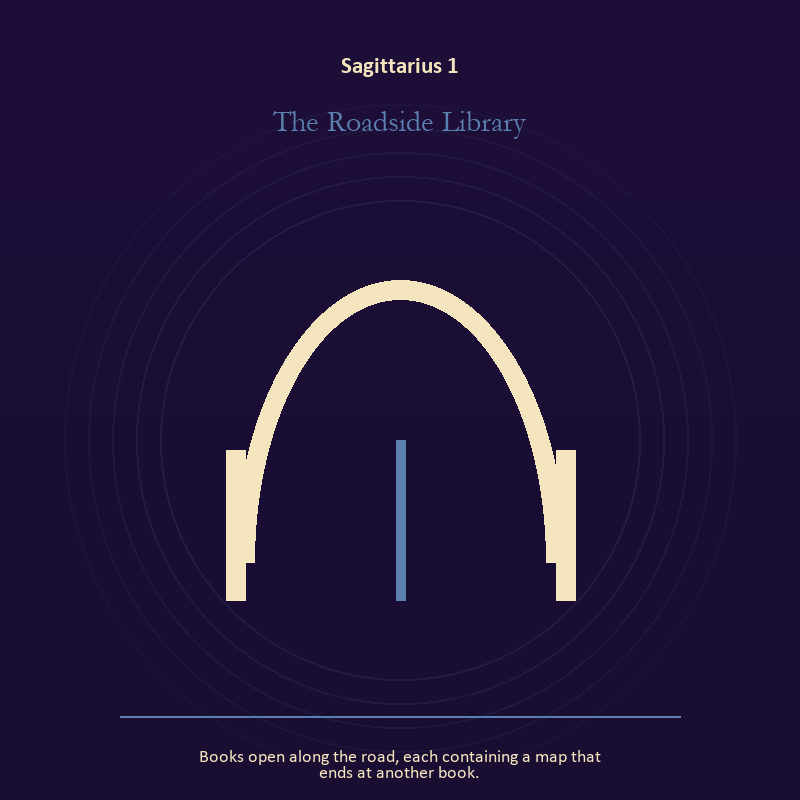 Sagittarius 1
The Roadside Library
Books open along the road, each containing a map that
ends at another book.